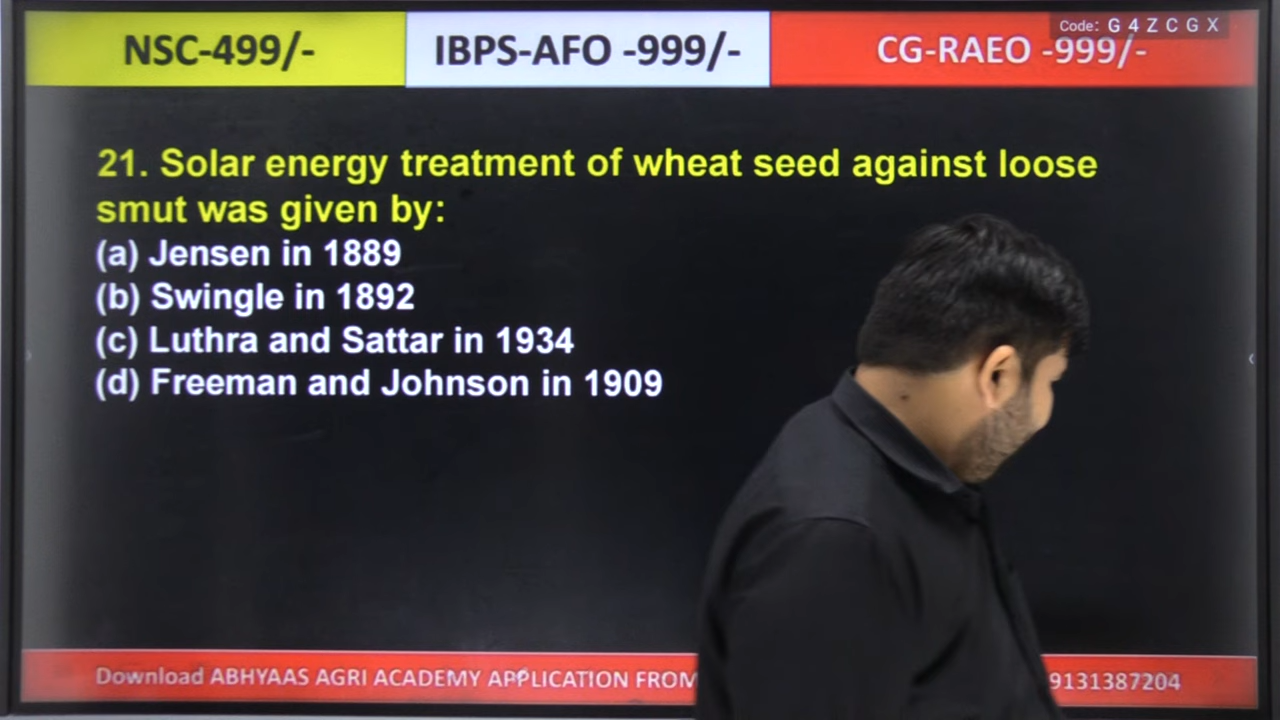 NSC-499/-
IBPS-AFO -999/-
CG-RAEO -999/-
Code: G4ZCGX
21. Solar energy treatment of wheat seed against loose
smut was given by:
(a) Jensen in 1889
(b) Swingle in 1892
(c) Luthra and Sattar in 1934
(d) Freeman and Johnson in 1909
Download ABHYAAS AGRI ACADEMY APPLICATION FROM
9131387204